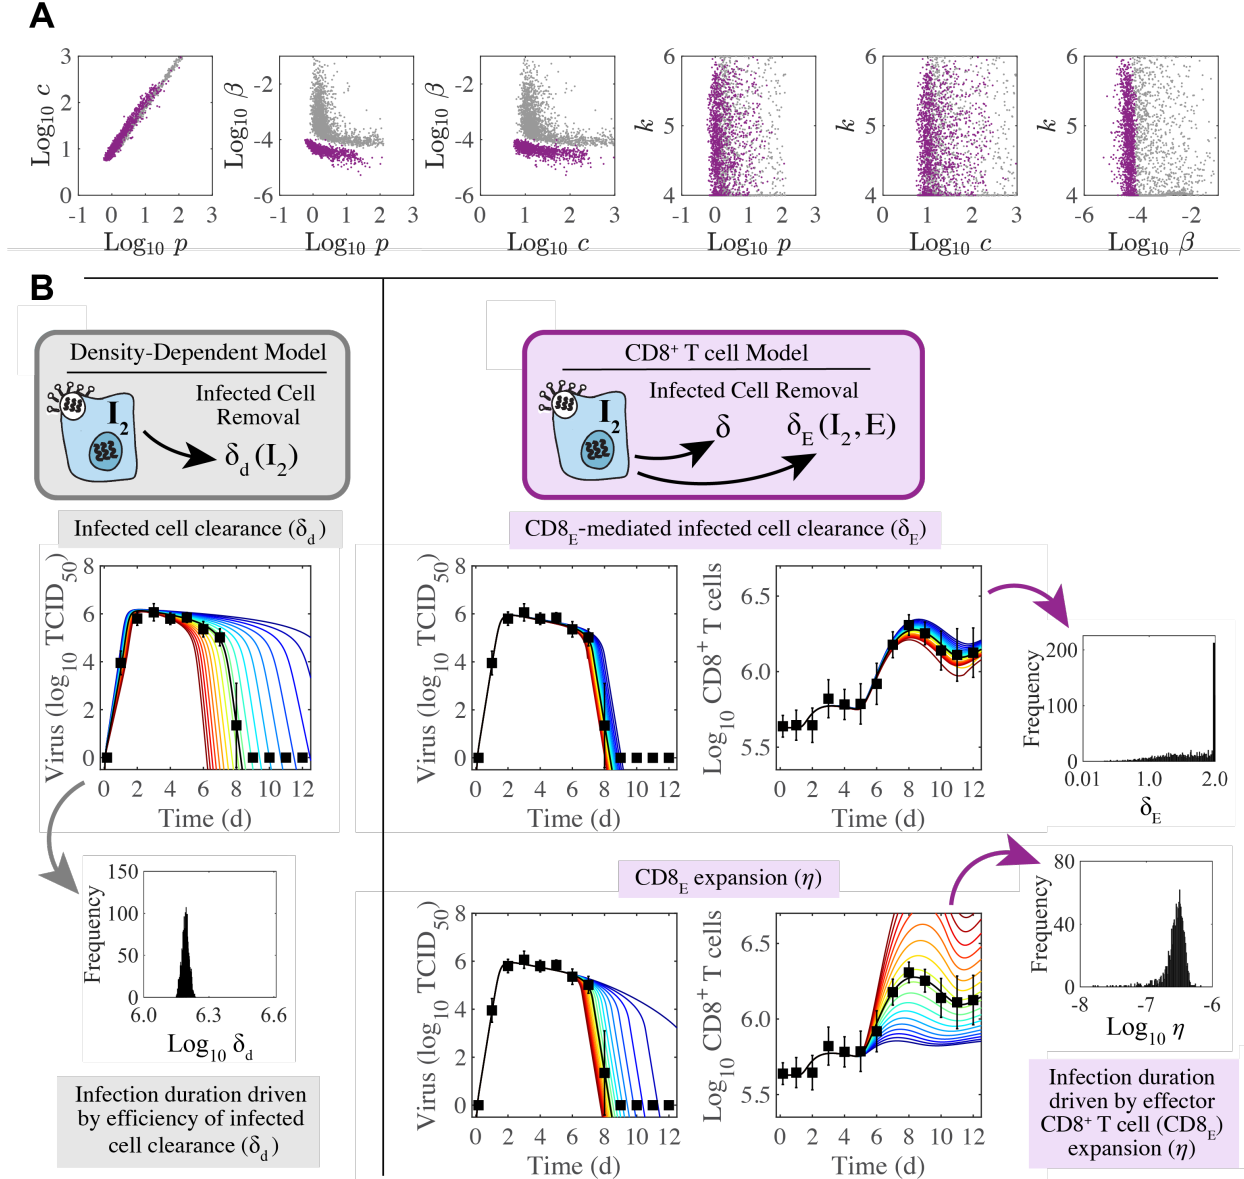 A
Log10 c
3
2
1
0
-1 0 1 2 3
Log10 p
Log10 β
-2
-4
-6
-1 0 1 2 3
Log10 p
Log10 β
-2
-4
-6
0 1 2 3
Log10 c
k
6
5
4
-1 0 1 2 3
Log10 p
k
6
5
4
0 1 2 3
Log10 c
k
6
5
4
-6 -4 -2
Log10 β
B
Density-Dependent Model
Infected Cell
Removal
I2
δd (I2)
CD8+ T cell Model
Infected Cell Removal
I2
δ δE (I2, E)
Infected cell clearance (δd)
Virus (log10 TCID50)
8
6
4
2
0
0 2 4 6 8 10 12
Time (d)
Frequency
150
100
50
0
6.0 6.3 6.6
Log10 δd
Infection duration driven
by efficiency of infected
cell clearance (δd)
CD8E-mediated infected cell clearance (δE)
Virus (log10 TCID50)
8
6
4
2
0
0 2 4 6 8 10 12
Time (d)
Log10 CD8+ T cells
6.5
6.0
5.5
0 2 4 6 8 10 12
Time (d)
Frequency
200
100
0
0.01 1.0 2.0
δE
CD8E expansion (η)
Virus (log10 TCID50)
8
6
4
2
0
0 2 4 6 8 10 12
Time (d)
Log10 CD8+ T cells
6.5
6.0
5.5
0 2 4 6 8 10 12
Time (d)
Frequency
80
40
0
-8 -7 -6
Log10 η
Infection duration
driven by effector
CD8+ T cell (CD8E)
expansion (η)